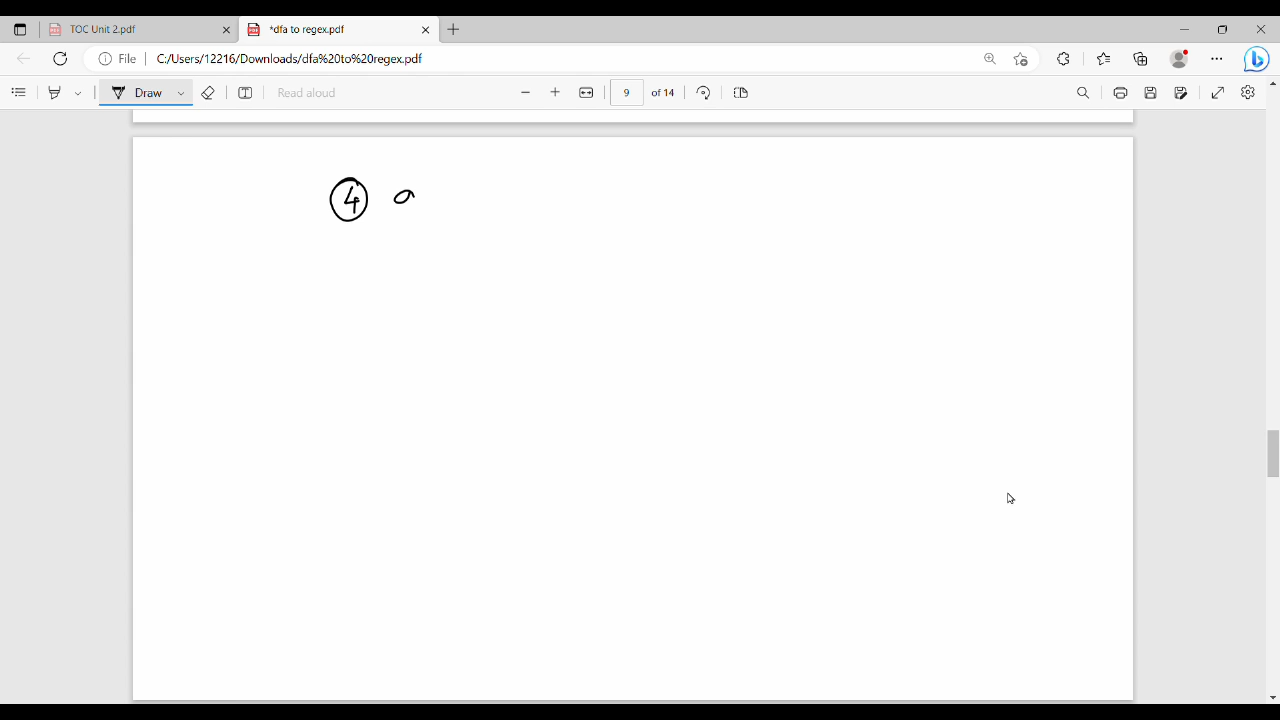 TOC Unit 2.pdf
*dfa to regex.pdf
File
C:/Users/12216/Downloads/dfa%20to%20regex.pdf
Draw
Read aloud
9 of 14
4